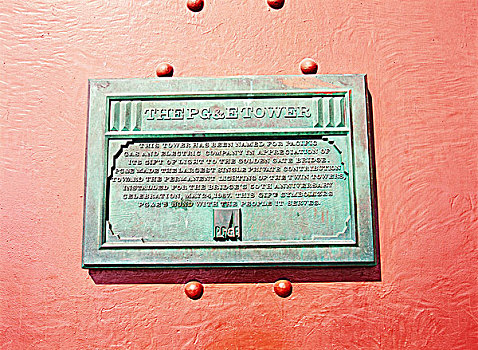 THE PG&E TOWER
THIS TOWER HAS BEEN NAMED FOR PACIFIC
GAS AND ELECTRIC COMPANY IN APPRECIATION OF
ITS GIFT OF LIGHT TO THE GOLDEN GATE BRIDGE.
PG&E MADE THE LARGEST SINGLE PRIVATE CONTRIBUTION
TOWARD THE PERMANENT LIGHTING OF THE TWIN TOWERS,
INSTALLED FOR THE BRIDGE'S 50TH ANNIVERSARY
CELEBRATION, MAY 24, 1987. THIS GIFT SYMBOLIZES
PG&E'S BOND WITH THE PEOPLE IT SERVES.
PG&E